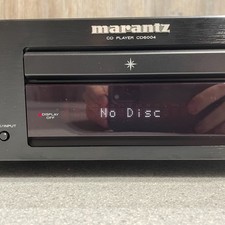 marantz
CD PLAYER CD6004
DISPLAY
OFF
No Disc